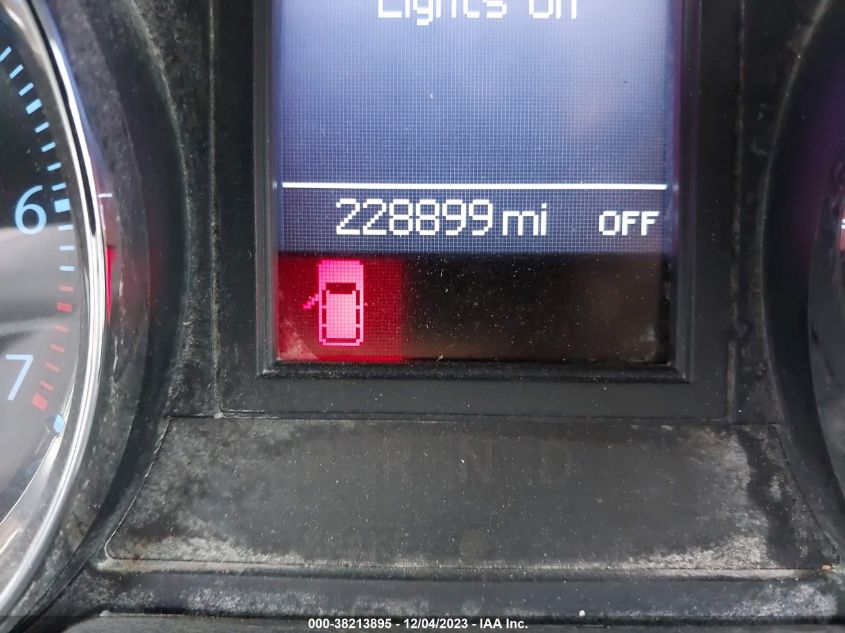 Lights On
6
228899 mi OFF
7
P R N D
000-38213895 - 12/04/2023 - IAA Inc.